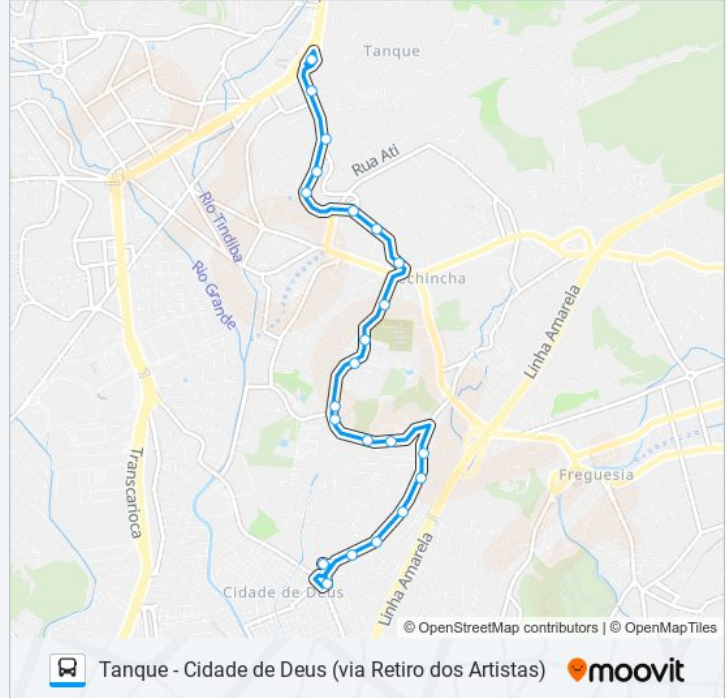 Tanque
Rua Ati
Rio Tindiba
Rio Grande
echincha
Linha Amarela
Transcarioca
Freguesia
Linha Amarela
Cidade de Deus
© OpenStreetMap contributors | © OpenMapTiles
Tanque - Cidade de Deus (via Retiro dos Artistas)
moovit